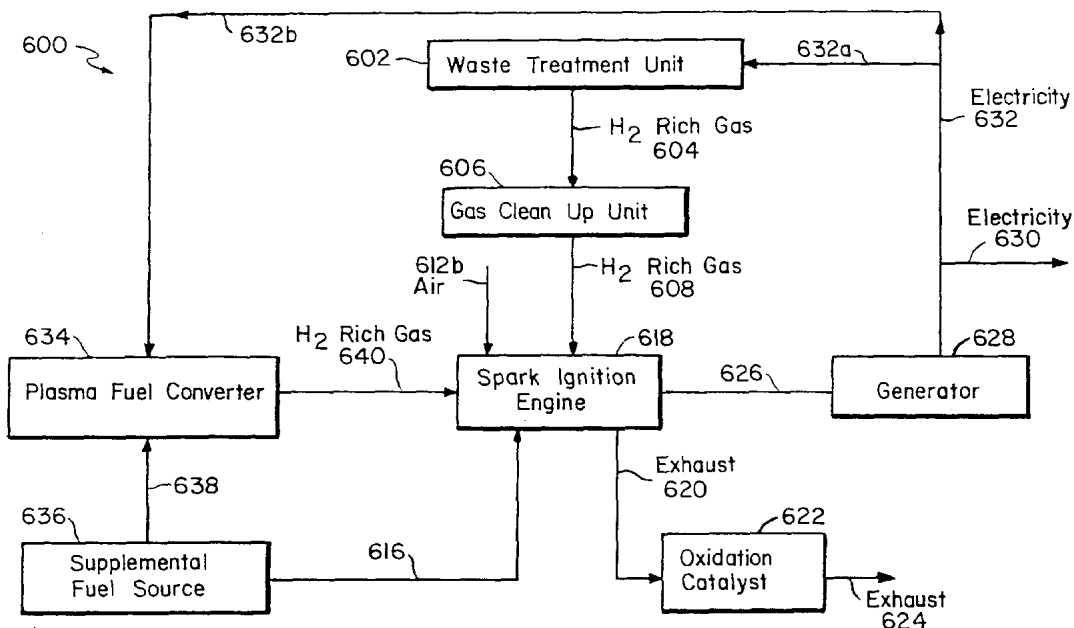 600
632b
602
Waste Treatment Unit
632a
Electricity
632
H2 Rich Gas
604
606
Gas Clean Up Unit
Electricity
630
612b
Air
H2 Rich Gas
608
634
H2 Rich Gas
640
618
628
Plasma Fuel Converter
Spark Ignition
Engine
626
Generator
638
Exhaust
620
636
622
Supplemental
Fuel Source
616
Oxidation
Catalyst
Exhaust
624